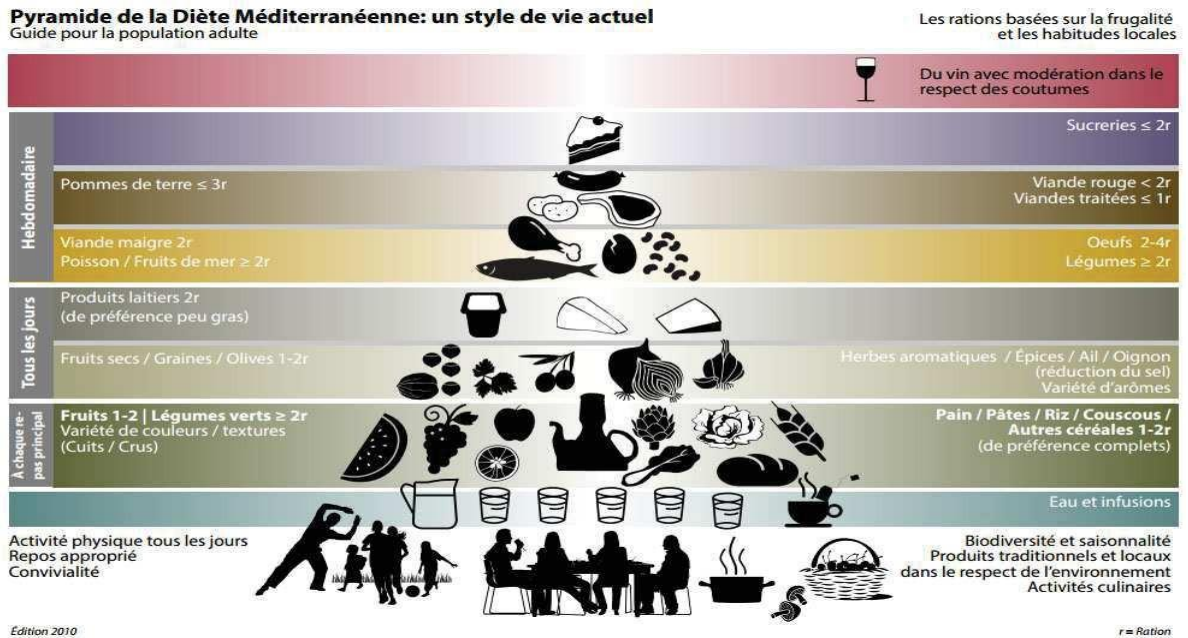 Pyramide de la Diète Méditerranéenne: un style de vie actuel
Guide pour la population adulte
Les rations basées sur la frugalité
et les habitudes locales
Du vin avec modération dans le
respect des coutumes
Hebdomadaire
Sucreries ≤ 2r
Pommes de terre ≤ 3r
Viande rouge < 2r
Viandes traitées ≤ 1r
Viande maigre 2r
Poisson / Fruits de mer ≥ 2r
Oeufs 2-4r
Légumes ≥ 2r
Tous les jours
Produits laitiers 2r
(de préférence peu gras)
Fruits secs / Graines / Olives 1-2r
Herbes aromatiques / Épices / Ail / Oignon
(réduction du sel)
Variété d'arômes
À chaque re-
pas principal
Fruits 1-2 | Légumes verts ≥ 2r
Variété de couleurs / textures
(Cuits / Crus)
Pain / Pâtes / Riz / Couscous /
Autres céréales 1-2r
(de préférence complets)
Eau et infusions
Activité physique tous les jours
Repos approprié
Convivialité
Biodiversité et saisonnalité
Produits traditionnels et locaux
dans le respect de l'environnement
Activités culinaires
Édition 2010
r = Ration